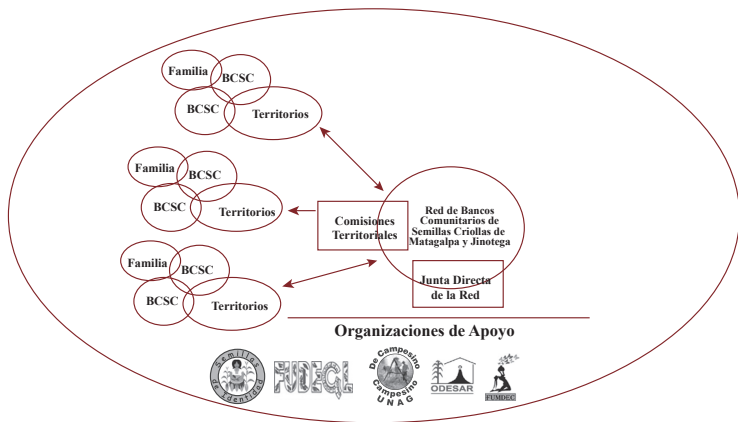 Familia
BCSC
BCSC
Territorios
Familia
BCSC
BCSC
Territorios
Comisiones
Territoriales
Red de Bancos
Comunitarios de
Semillas Criollas de
Matagalpa y Jinotega
Familia
BCSC
BCSC
Territorios
Junta Directa
de la Red
Organizaciones de Apoyo
Semillas
de Identidad
FUDEGL
De Campesino
a Campesino
UNAG
ODESAR
FUMDEC